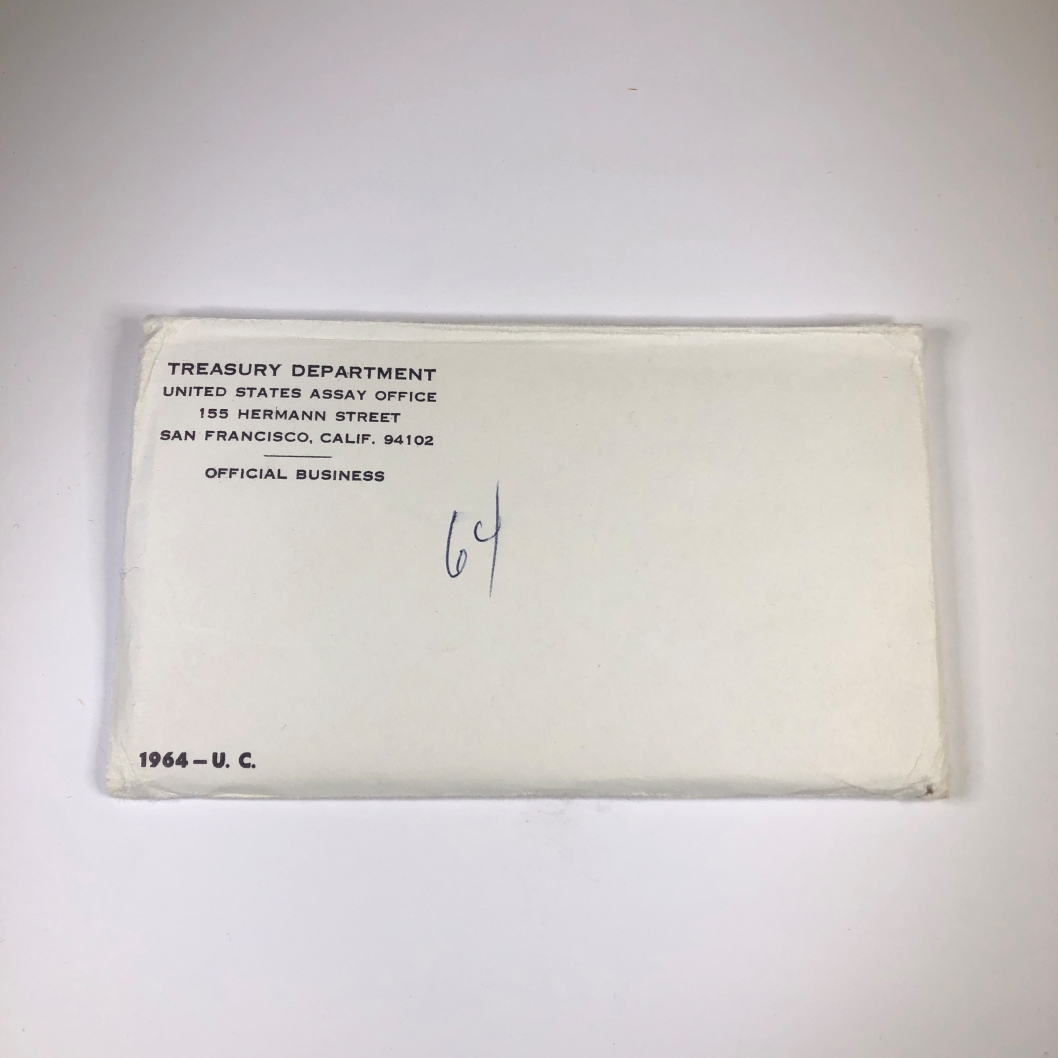 TREASURY DEPARTMENT
UNITED STATES ASSAY OFFICE
155 HERMANN STREET
SAN FRANCISCO, CALIF. 94102
OFFICIAL BUSINESS
64
1964 – U. C.